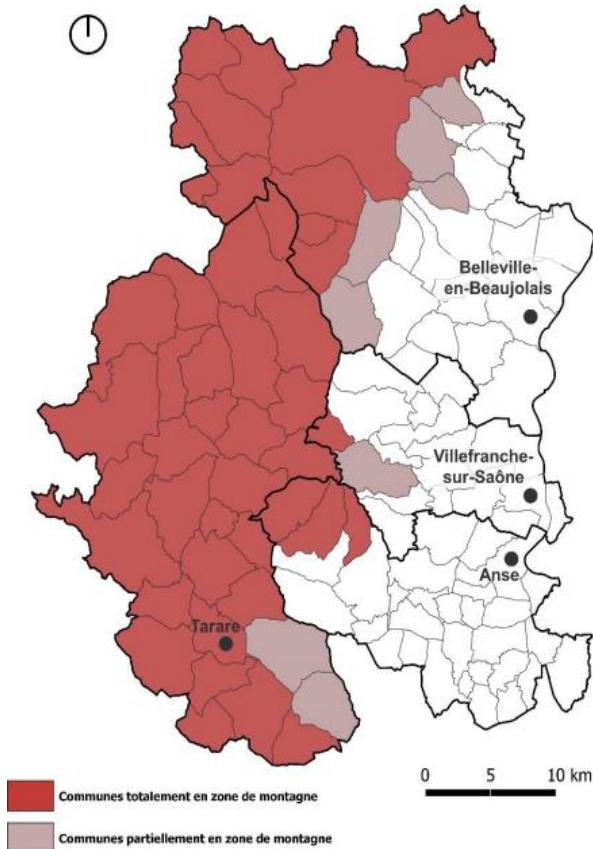 Belleville-
en-Beaujolais
Villefranche-
sur-Saône
Anse
Tarare
0 5 10 km
Communes totalement en zone de montagne
Communes partiellement en zone de montagne